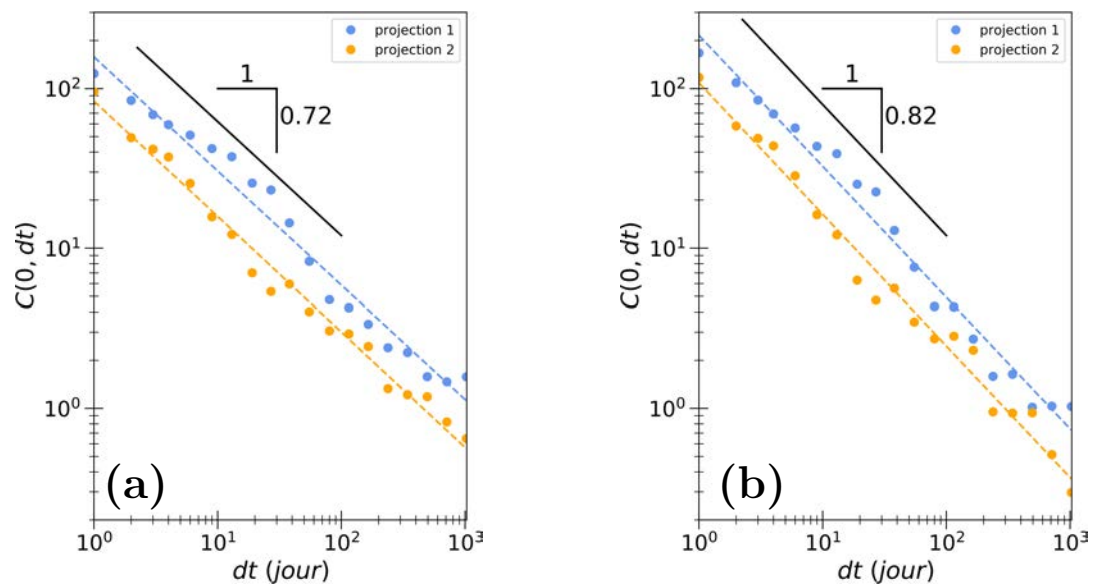 projection 1
projection 2
1
0.72
10²
10¹
10⁰
C(0, dt)
(a)
10⁰ 10¹ 10² 10³
dt (jour)
projection 1
projection 2
1
0.82
10²
10¹
10⁰
C(0, dt)
(b)
10⁰ 10¹ 10² 10³
dt (jour)